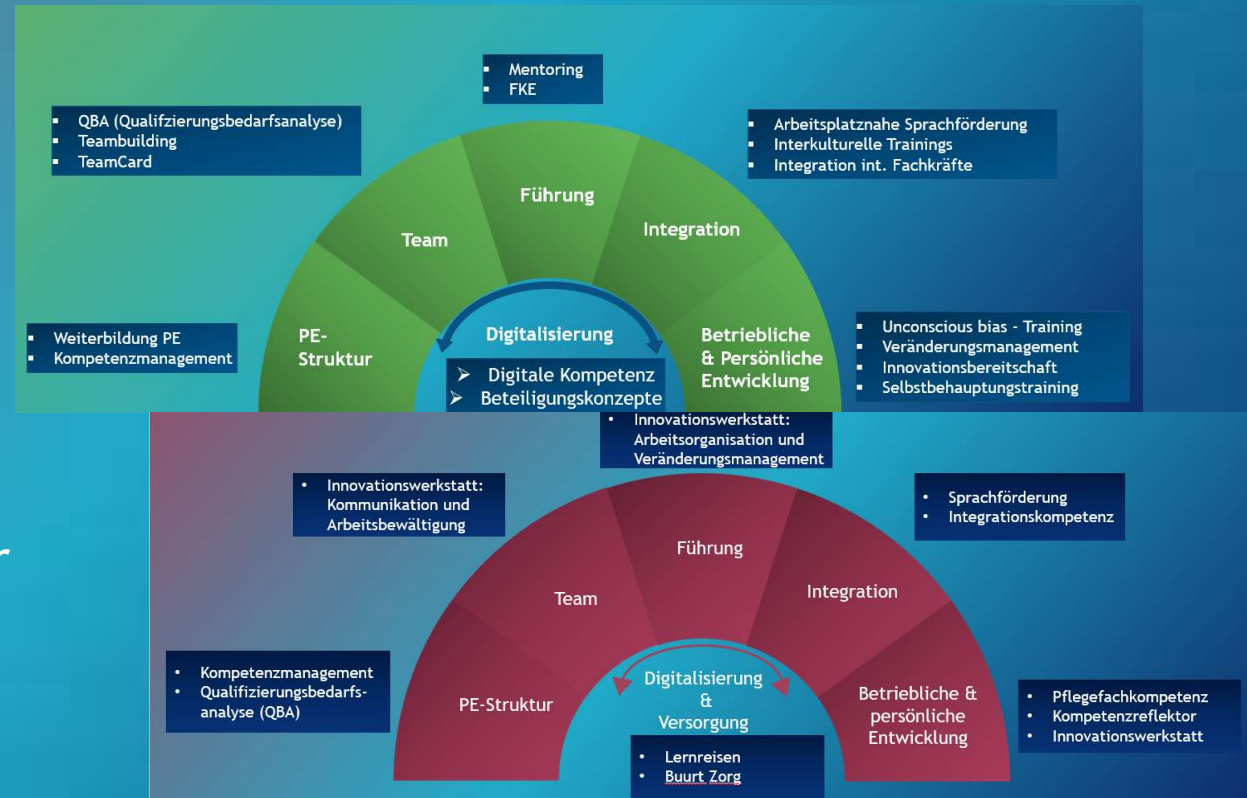 Mentoring
FKE
QBA (Qualifzierungsbedarfsanalyse)
Teambuilding
TeamCard
Arbeitsplatznahe Sprachförderung
Interkulturelle Trainings
Integration int. Fachkräfte
Führung
Team
Integration
Weiterbildung PE
Kompetenzmanagement
PE-
Struktur
Digitalisierung
Digitale Kompetenz
Beteiligungskonzepte
Betriebliche
& Persönliche
Entwicklung
Unconscious bias - Training
Veränderungsmanagement
Innovationsbereitschaft
Selbstbehauptungstraining
Innovationswerkstatt:
Arbeitsorganisation und
Veränderungsmanagement
Innovationswerkstatt:
Kommunikation und
Arbeitsbewältigung
Sprachförderung
Integrationskompetenz
Führung
Team
Integration
Kompetenzmanagement
Qualifizierungsbedarfs-
analyse (QBA)
PE-Struktur
Digitalisierung
&
Versorgung
Lernreisen
Buurt Zorg
Betriebliche &
persönliche
Entwicklung
Pflegefachkompetenz
Kompetenzreflektor
Innovationswerkstatt